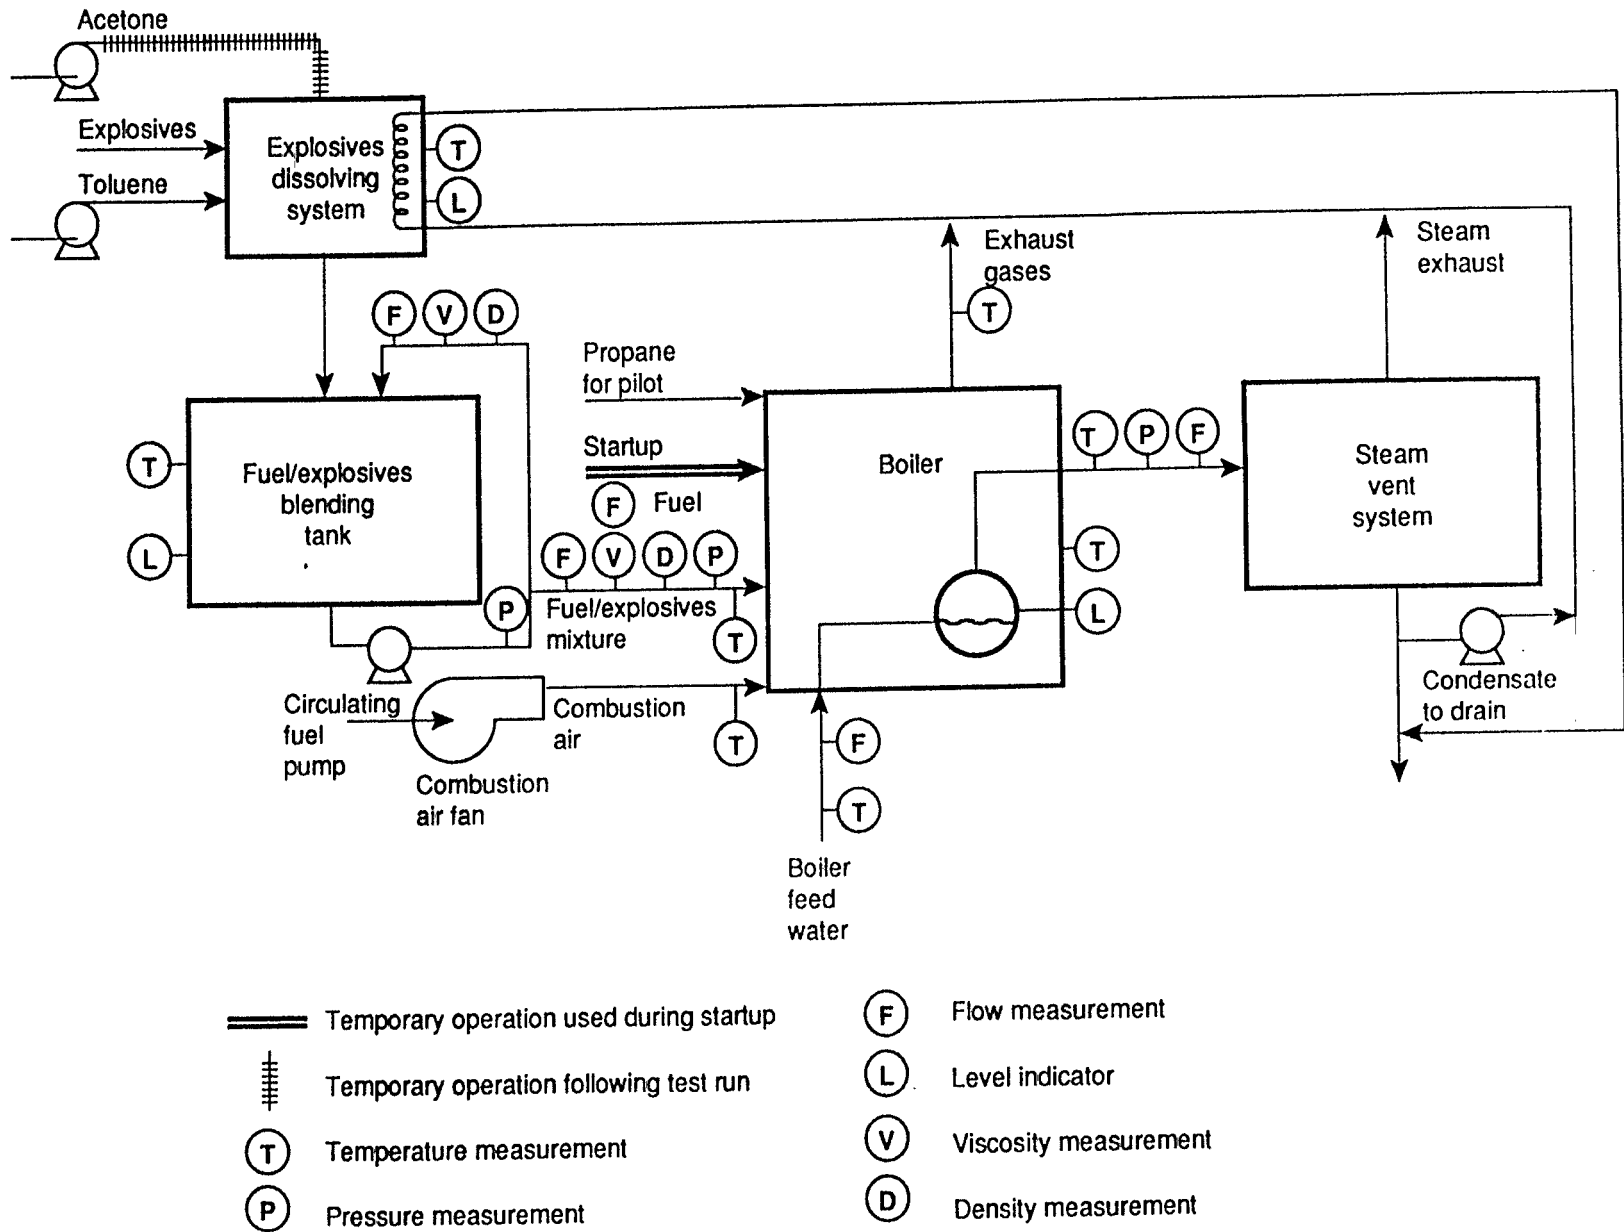 Acetone
Explosives
Toluene
Explosives
dissolving
system
T
L
Exhaust
gases
T
Steam
exhaust
F
V
D
Propane
for pilot
Startup
F
Fuel
Boiler
T
P
F
Steam
vent
system
T
L
Fuel/explosives
blending
tank
F
V
D
P
P
Fuel/explosives
mixture
T
T
L
Condensate
to drain
Circulating
fuel
pump
Combustion
air
T
Combustion
air fan
F
T
Boiler
feed
water
Temporary operation used during startup
Temporary operation following test run
T
Temperature measurement
P
Pressure measurement
F
Flow measurement
L
Level indicator
V
Viscosity measurement
D
Density measurement